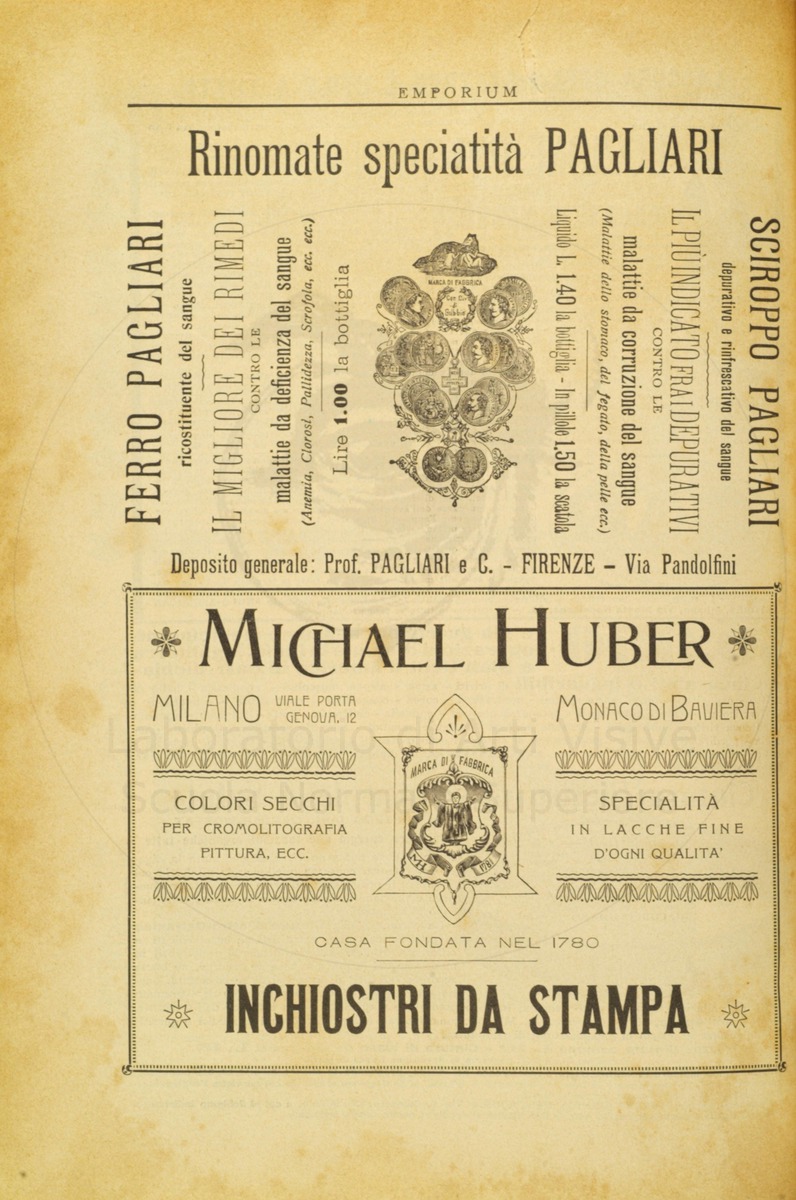 EMPORIUM
Rinomate speciatità PAGLIARI
FERRO PAGLIARI
ricostituente del sangue
IL MIGLIORE DEI RIMEDI
CONTRO LE
malattie da deficienza del sangue
(Anemia, Clorosi, Pallidezza, Scrofola, ecc. ecc.)
Lire 1.00 la bottiglia
MARCA DI FABBRICA
SCIROPPO PAGLIARI
depurativo e rinfrescativo del sangue
IL PIÙ INDICATO FRA I DEPURATIVI
CONTRO LE
malattie da corruzione del sangue
(Malattie dello stomaco, del fegato, della pelle ecc.)
Liquido L. 1.40 la bottiglia - In pillole 1.50 la scatola
Deposito generale: Prof. PAGLIARI e C. - FIRENZE - Via Pandolfini
MICHAEL HUBER
MILANO VIALE PORTA
GENOVA, 12
MONACO DI BAVIERA
COLORI SECCHI
PER CROMOLITOGRAFIA
PITTURA, ECC.
MARCA DI FABBRICA
SPECIALITÀ
IN LACCHE FINE
D'OGNI QUALITA'
CASA FONDATA NEL 1780
INCHIOSTRI DA STAMPA